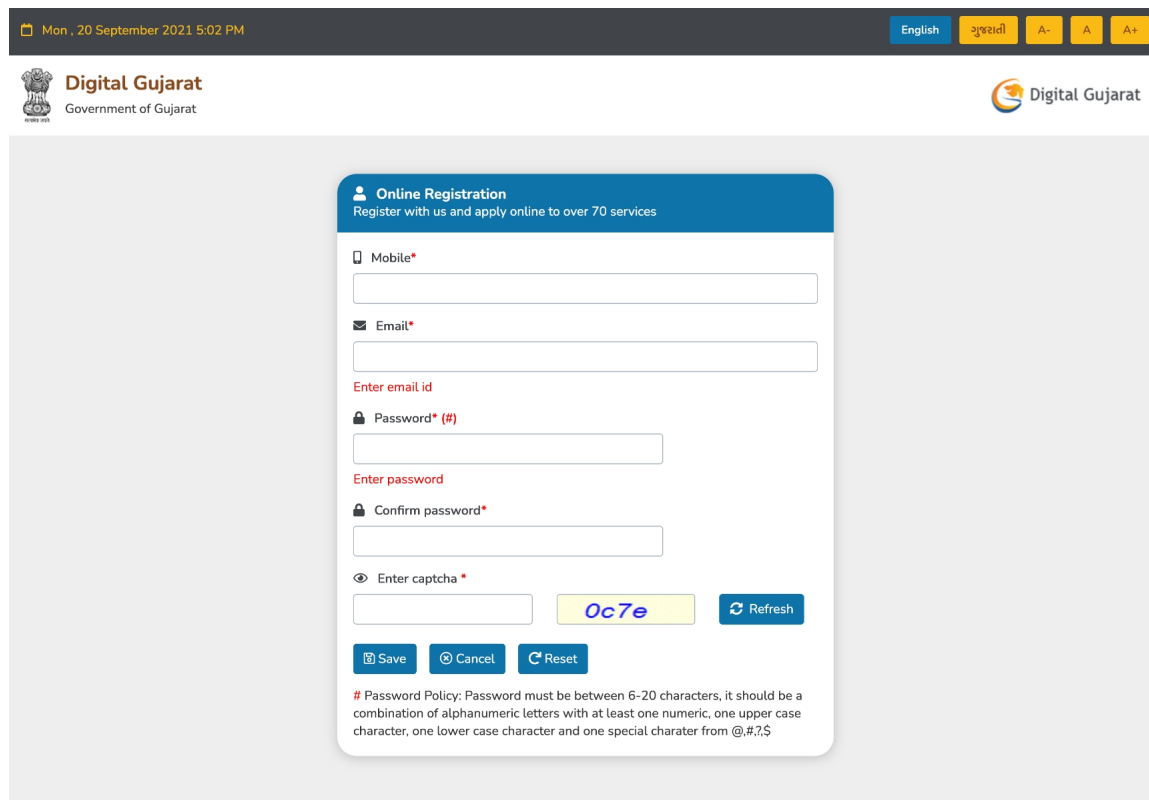 Mon , 20 September 2021 5:02 PM
English ગુજરાતી A- A A+
Digital Gujarat
Government of Gujarat
सत्यमेव जयते
Digital Gujarat
Online Registration
Register with us and apply online to over 70 services
Mobile*
Email*
Enter email id
Password* (#)
Enter password
Confirm password*
Enter captcha *
0c7e
Refresh
Save Cancel Reset
# Password Policy: Password must be between 6-20 characters, it should be a
combination of alphanumeric letters with at least one numeric, one upper case
character, one lower case character and one special charater from @,#,?,$